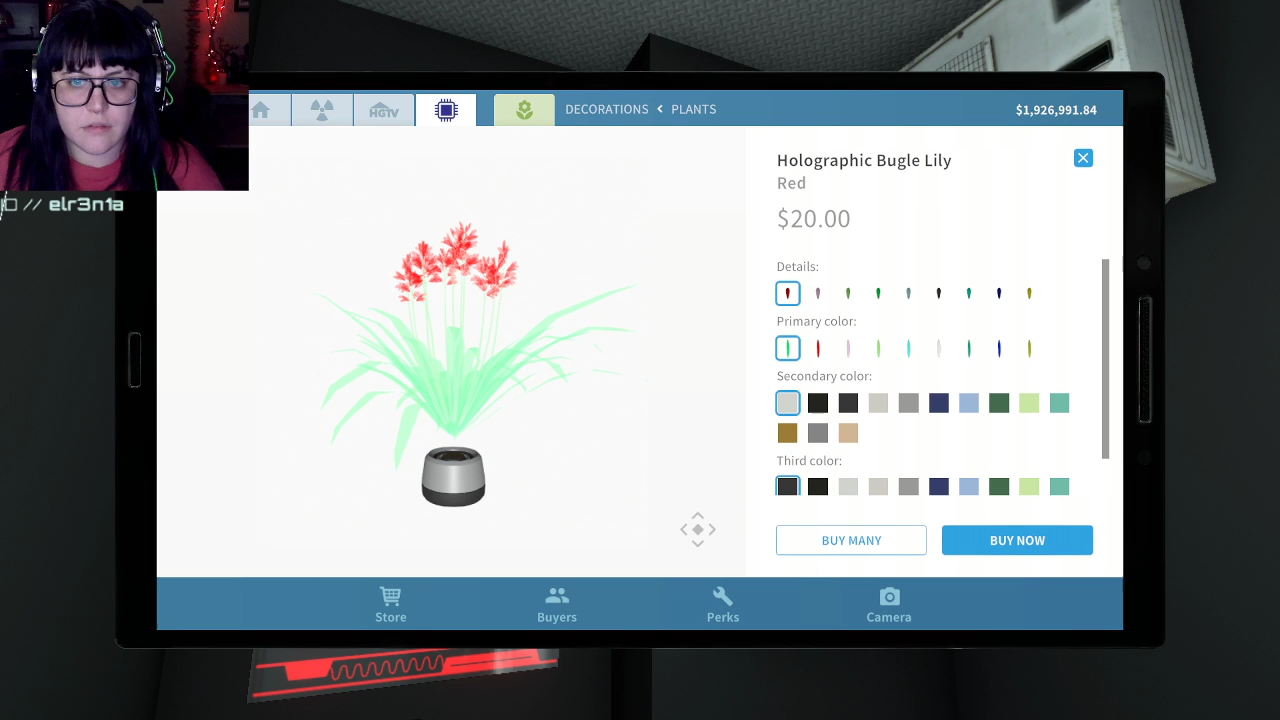 HGTV
DECORATIONS < PLANTS
$1,926,991.84
Holographic Bugle Lily
Red
$20.00
// elr3n1a
Details:
Primary color:
Secondary color:
Third color:
BUY MANY
BUY NOW
Store
Buyers
Perks
Camera